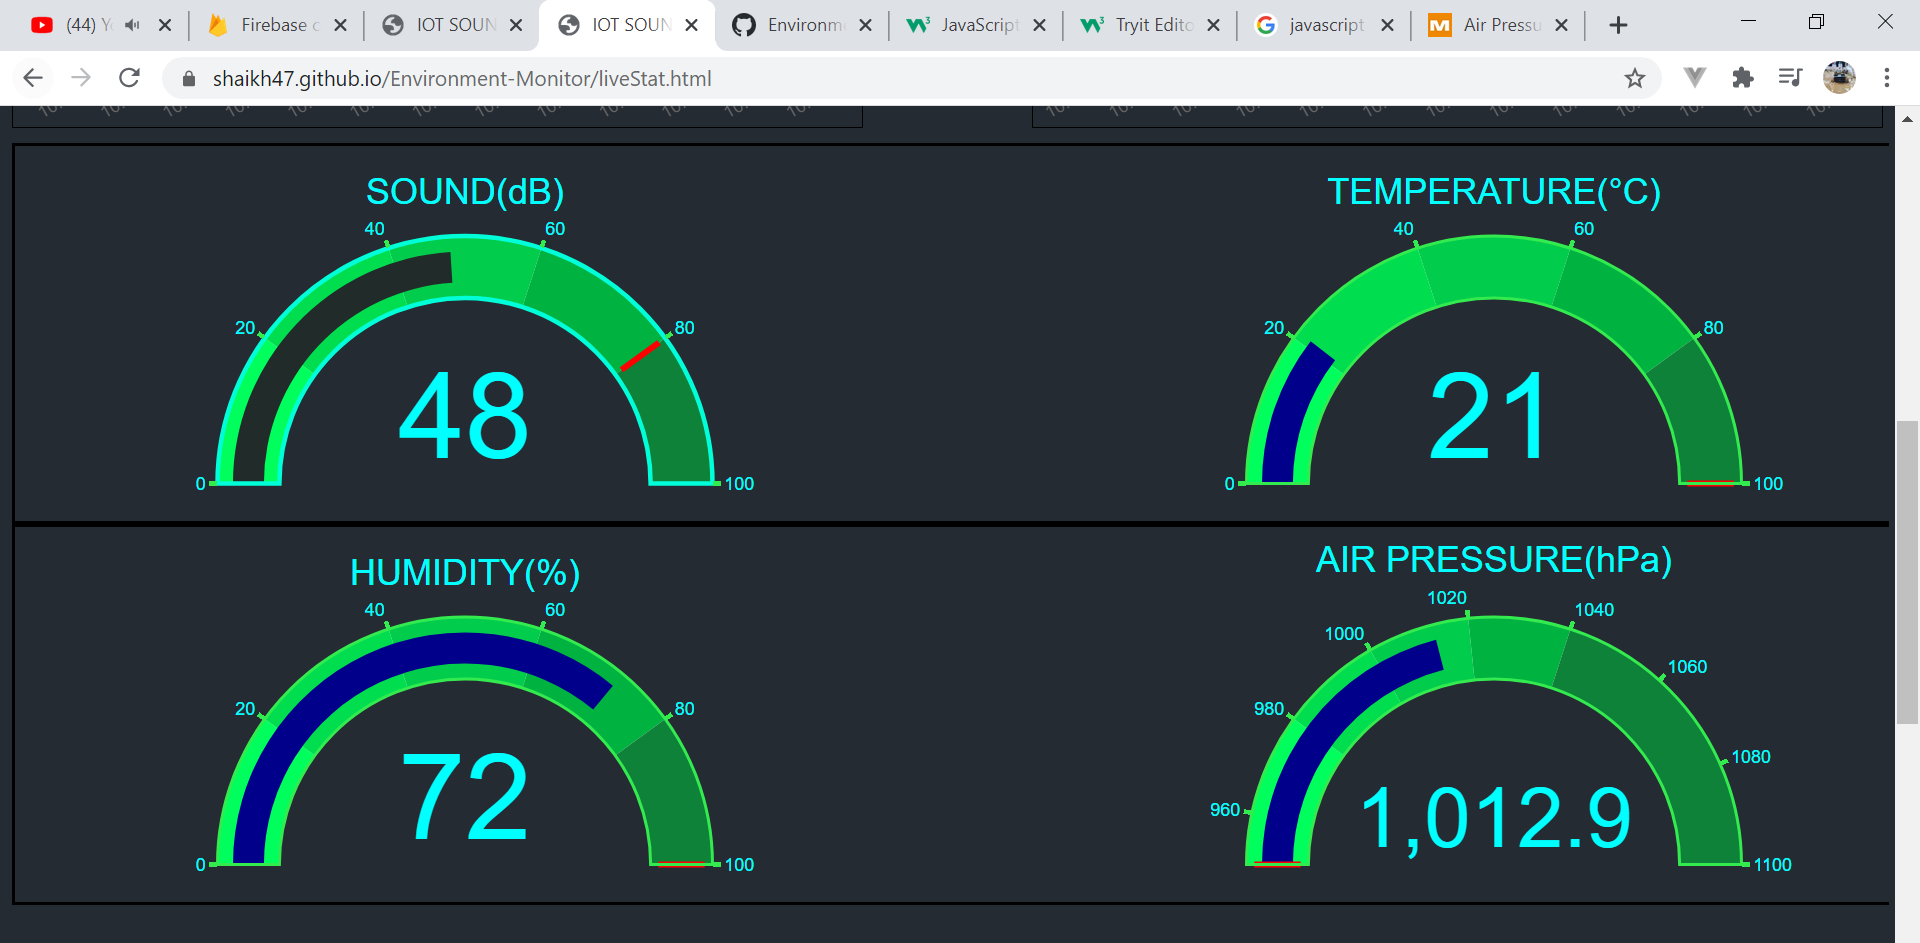 (44) Y
Firebase c
IOT SOUN
IOT SOUN
Environm
JavaScript
Tryit Edito
javascript
Air Pressu
shaikh47.github.io/Environment-Monitor/liveStat.html
SOUND(dB)
0
20
40
60
80
100
48
TEMPERATURE(°C)
0
20
40
60
80
100
21
HUMIDITY(%)
0
20
40
60
80
100
72
AIR PRESSURE(hPa)
960
980
1000
1020
1040
1060
1080
1100
1,012.9